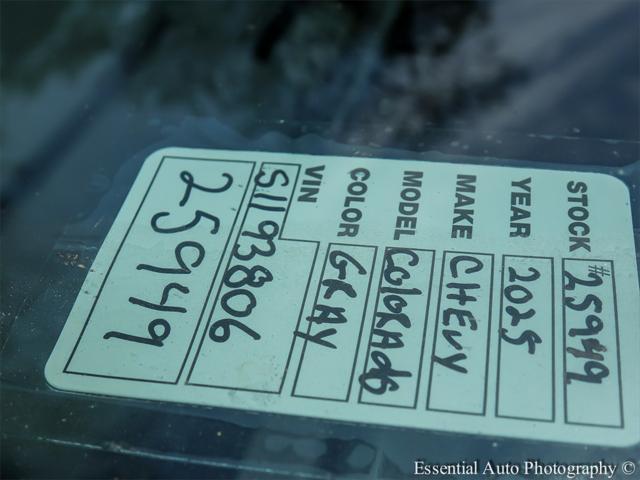 STOCK # 25949
YEAR 2025
MAKE CHEVY
MODEL COLORADO
COLOR GRAY
VIN
S1193806
25949
Essential Auto Photography ©